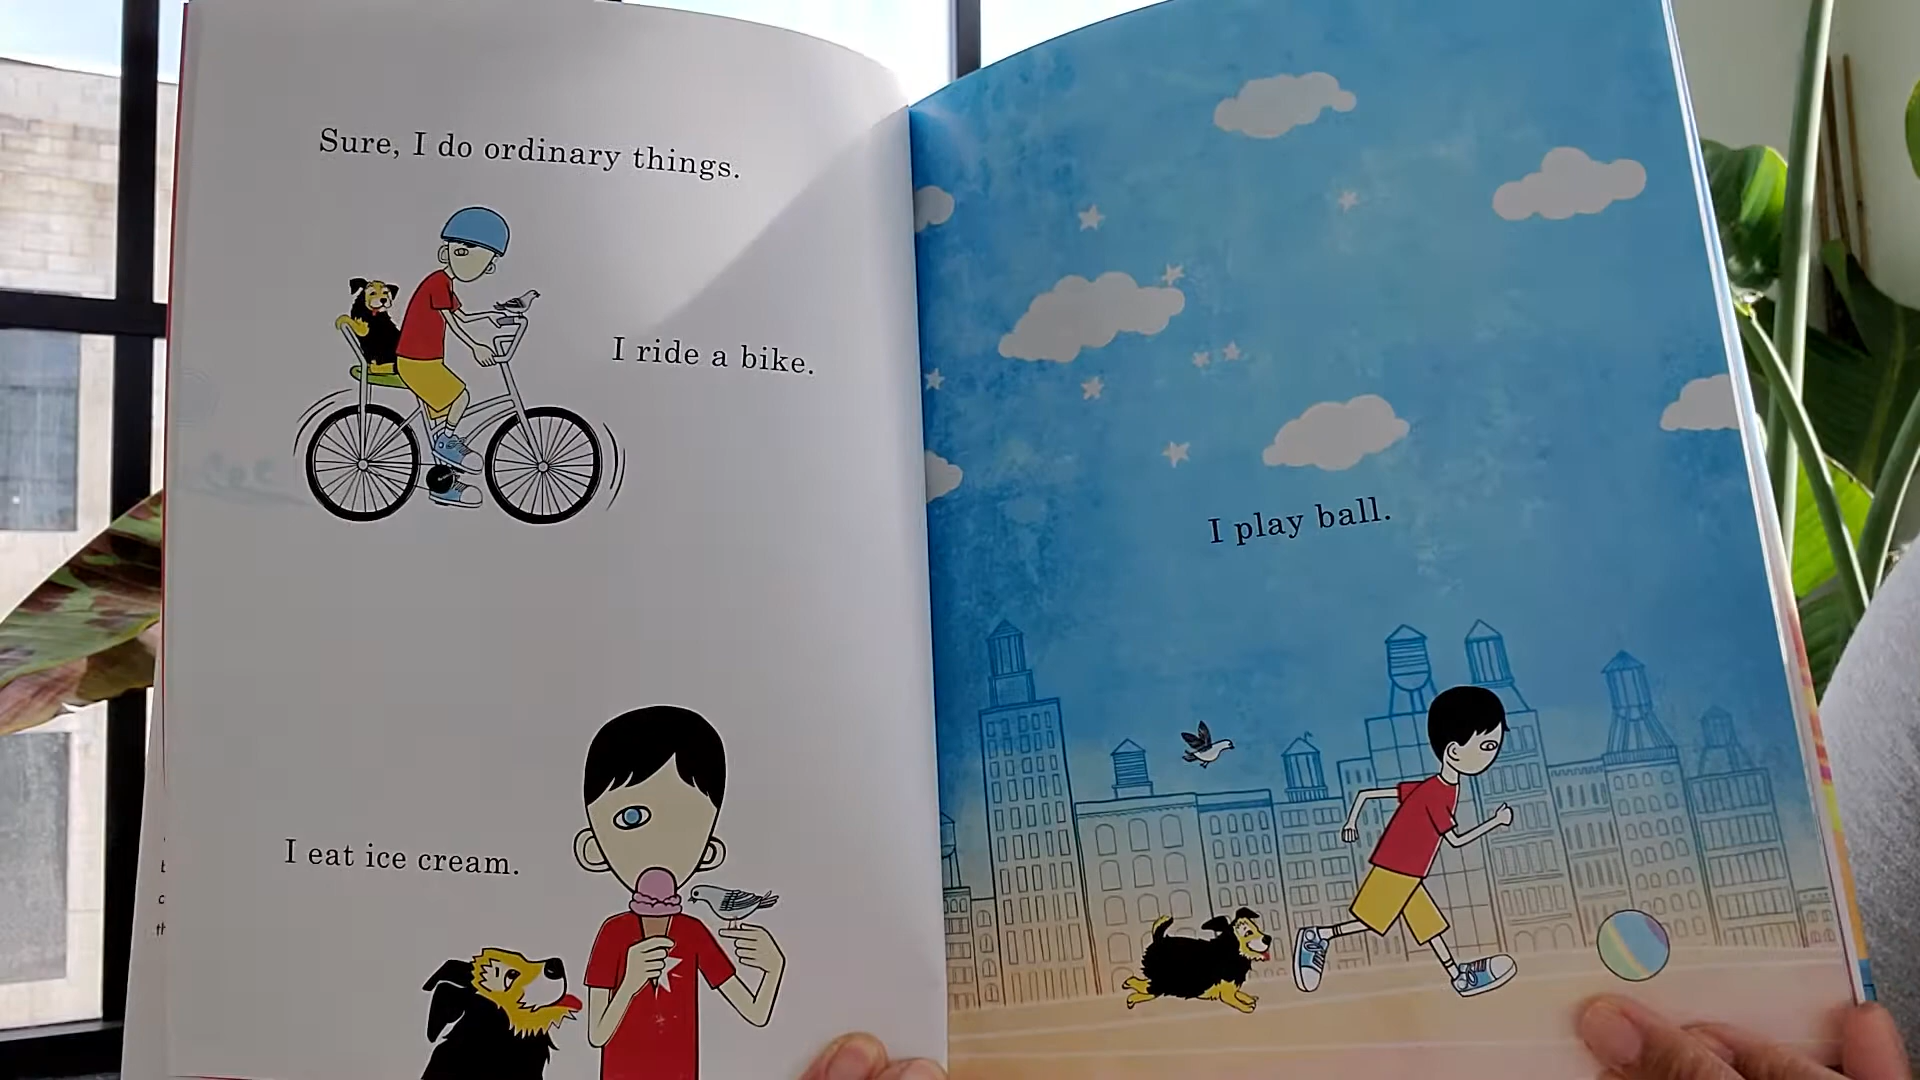 Sure, I do ordinary things.
I ride a bike.
I eat ice cream.
I play ball.